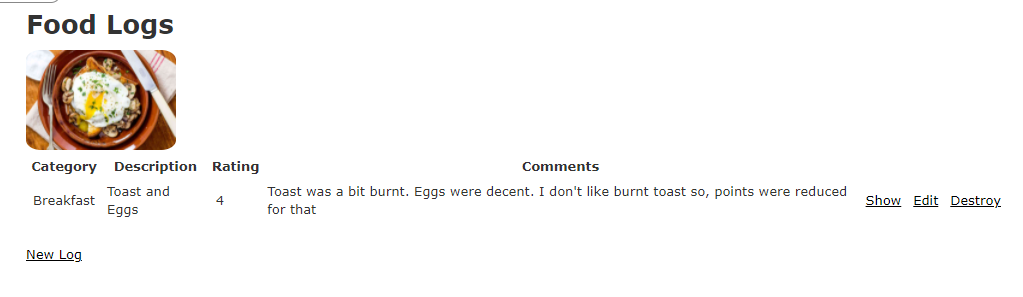 Food Logs
Category Description Rating Comments
Breakfast Toast and Eggs 4 Toast was a bit burnt. Eggs were decent. I don't like burnt toast so, points were reduced for that Show Edit Destroy
New Log